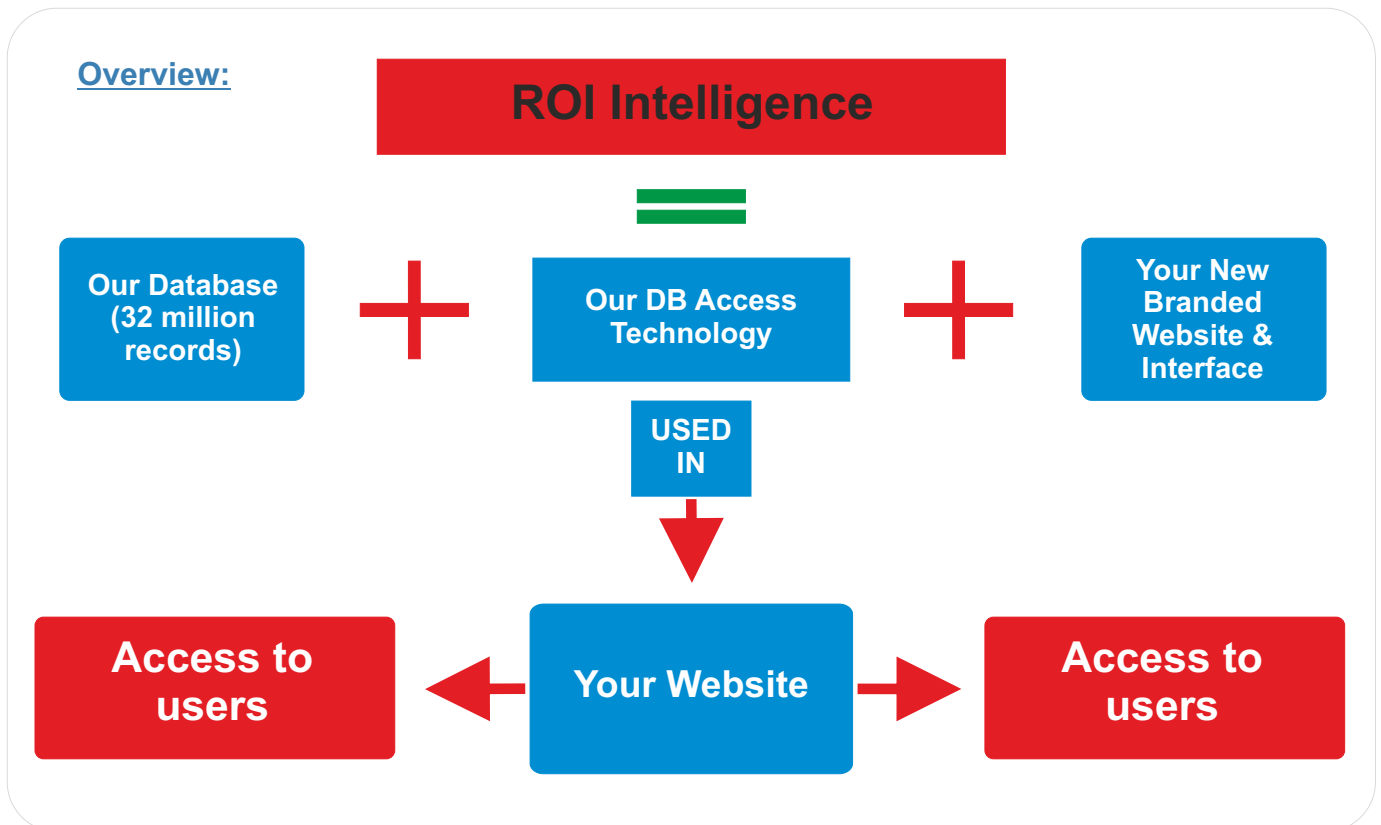 Overview:
ROI Intelligence
Our Database
(32 million
records)
Our DB Access
Technology
Your New
Branded
Website &
Interface
USED
IN
Access to
users
Your Website
Access to
users